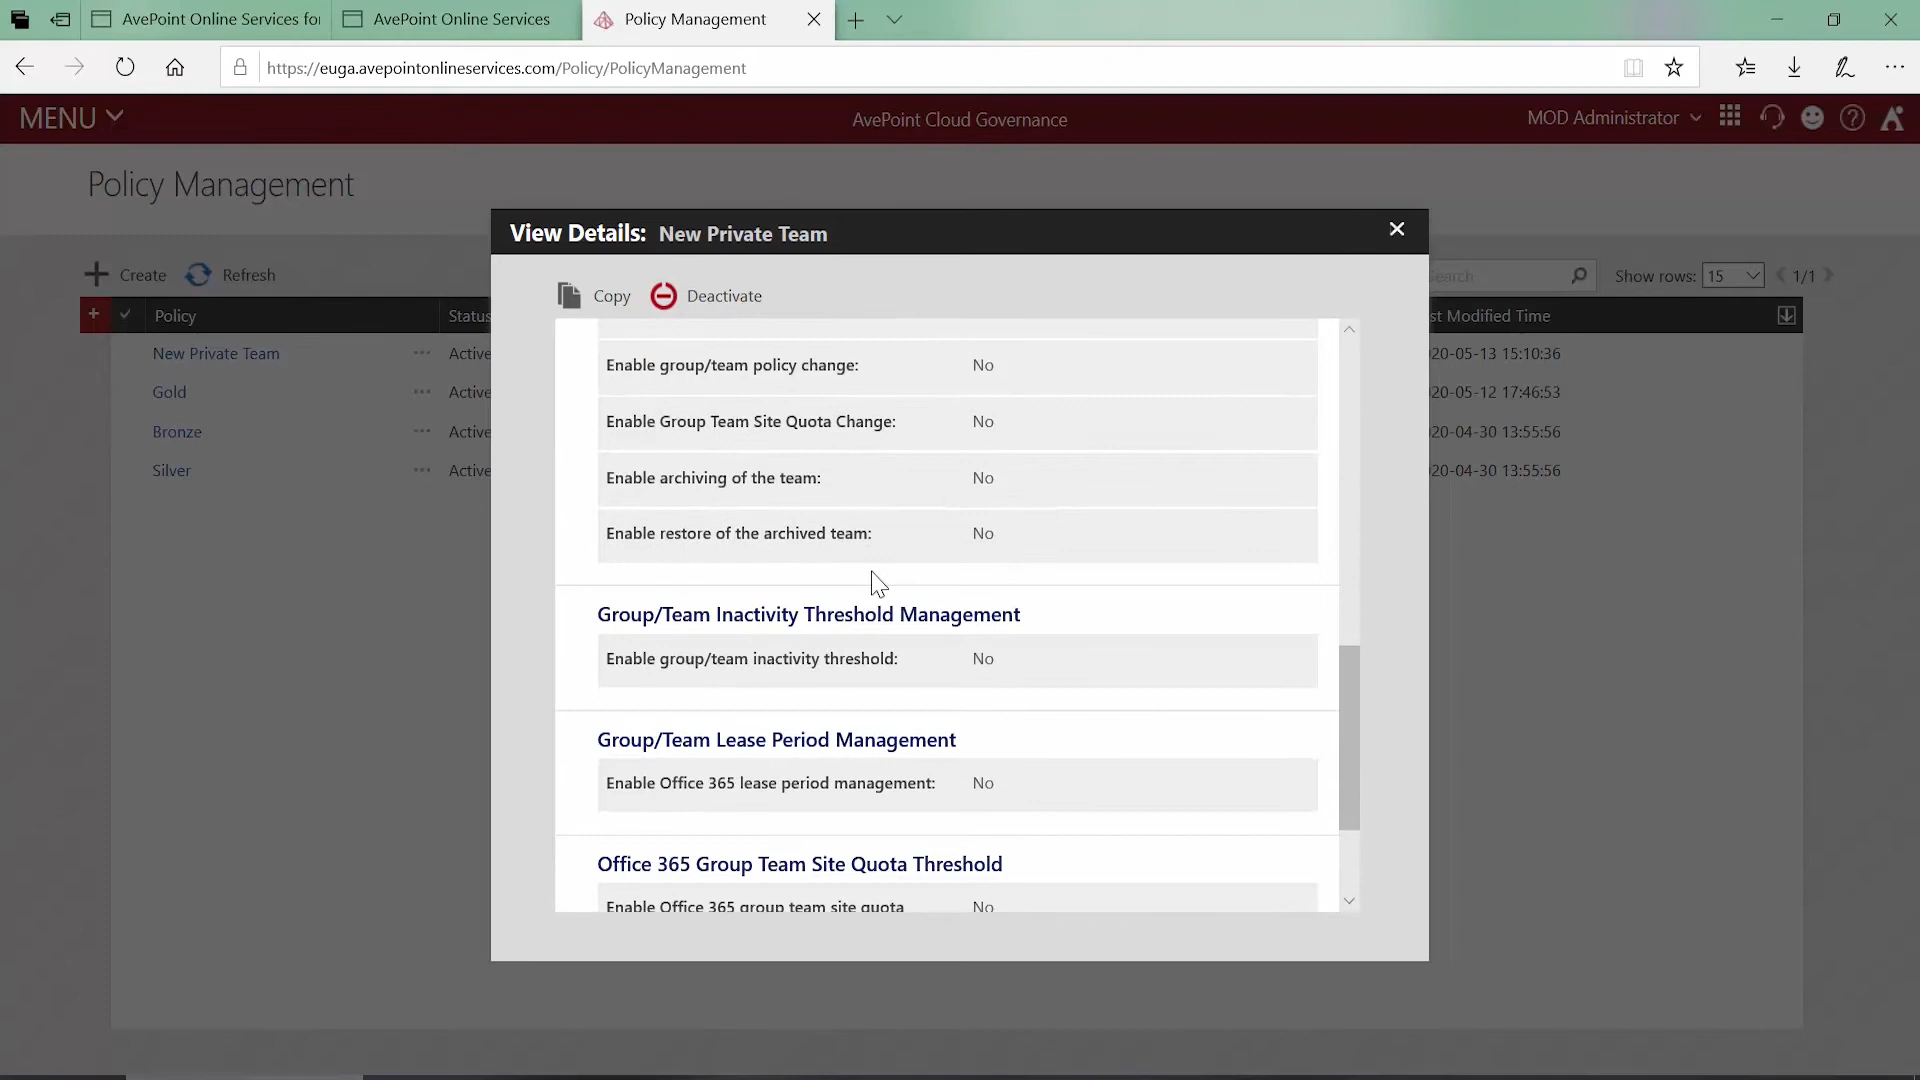 AvePoint Online Services fo
AvePoint Online Services
Policy Management
https://euga.avepointonlineservices.com/Policy/PolicyManagement
MENU
AvePoint Cloud Governance
MOD Administrator
Policy Management
View Details: New Private Team
Create
Refresh
Copy
Deactivate
Search
Show rows: 15
1/1
Policy
Status
st Modified Time
New Private Team
Active
20-05-13 15:10:36
Gold
Active
20-05-12 17:46:53
Bronze
Active
20-04-30 13:55:56
Silver
Active
20-04-30 13:55:56
Enable group/team policy change: No
Enable Group Team Site Quota Change: No
Enable archiving of the team: No
Enable restore of the archived team: No
Group/Team Inactivity Threshold Management
Enable group/team inactivity threshold: No
Group/Team Lease Period Management
Enable Office 365 lease period management: No
Office 365 Group Team Site Quota Threshold
Enable Office 365 group team site quota No